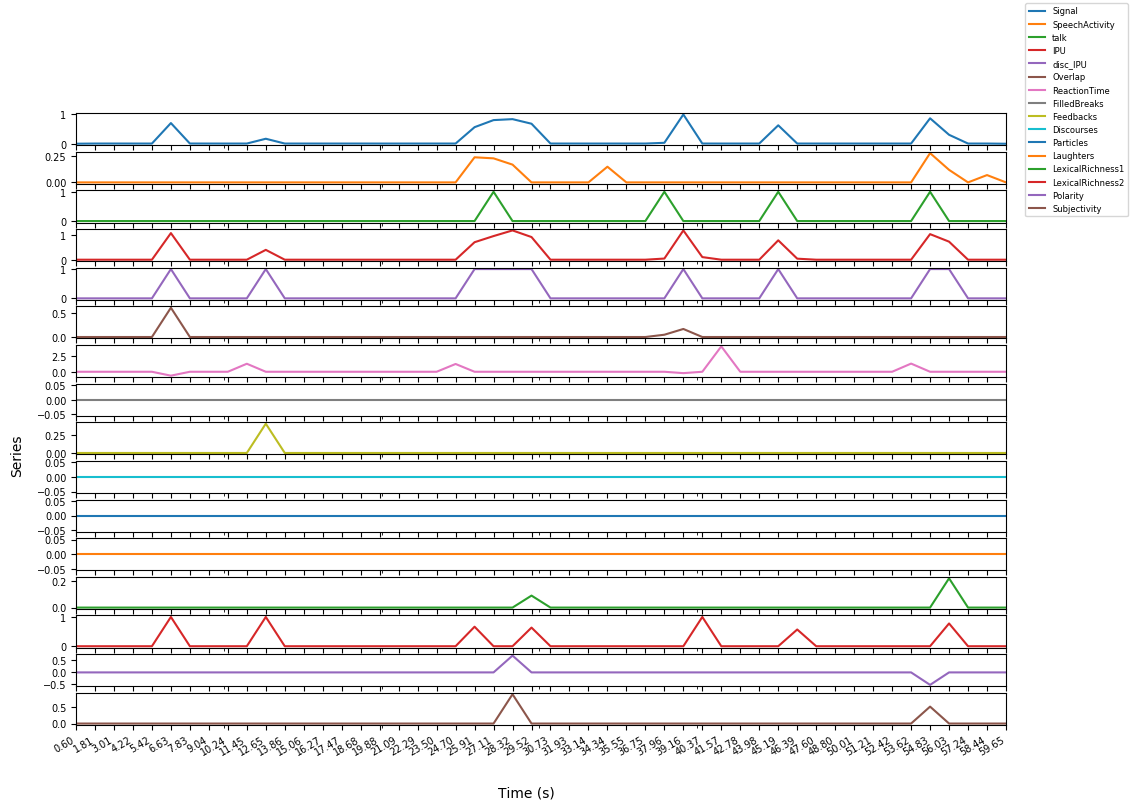 Signal
SpeechActivity
talk
IPU
disc_IPU
Overlap
ReactionTime
FilledBreaks
Feedbacks
Discourses
Particles
Laughters
LexicalRichness1
LexicalRichness2
Polarity
Subjectivity
1
0
0.25
0.00
1
0
1
0
1
0
0.5
0.0
2.5
0.0
0.05
0.00
−0.05
0.25
0.00
0.05
0.00
−0.05
0.05
0.00
−0.05
0.05
0.00
−0.05
0.2
0.0
1
0
0.5
0.0
−0.5
0.5
0.0
Series
0.60 1.81 3.01 4.22 5.42 6.63 7.83 9.04 10.24 11.45 12.65 13.86 15.06 16.27 17.47 18.68 19.88 21.09 22.29 23.50 24.70 25.91 27.11 28.32 29.52 30.73 31.93 33.14 34.34 35.55 36.75 37.96 39.16 40.37 41.57 42.78 43.98 45.19 46.39 47.60 48.80 50.01 51.21 52.42 53.62 54.83 56.03 57.24 58.44 59.65
Time (s)